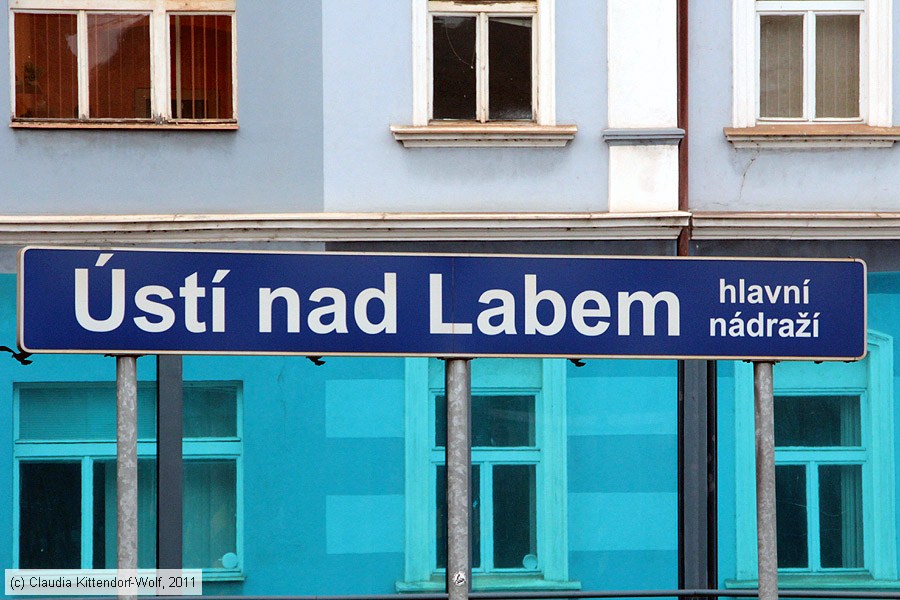 Ústí nad Labem hlavní
nádraží
(c) Claudia Kittendorf-Wolf, 2011